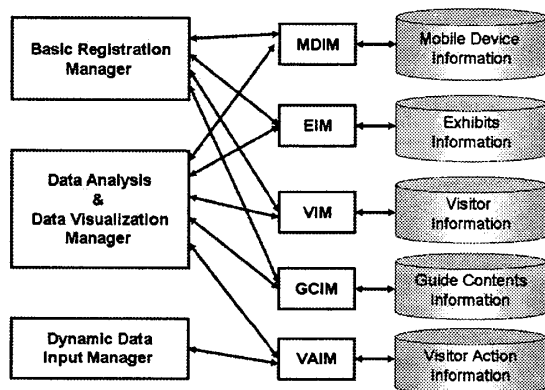 Basic Registration
Manager
Data Analysis
&
Data Visualization
Manager
Dynamic Data
Input Manager
MDIM
EIM
VIM
GCIM
VAIM
Mobile Device
Information
Exhibits
Information
Visitor
Information
Guide Contents
Information
Visitor Action
Information